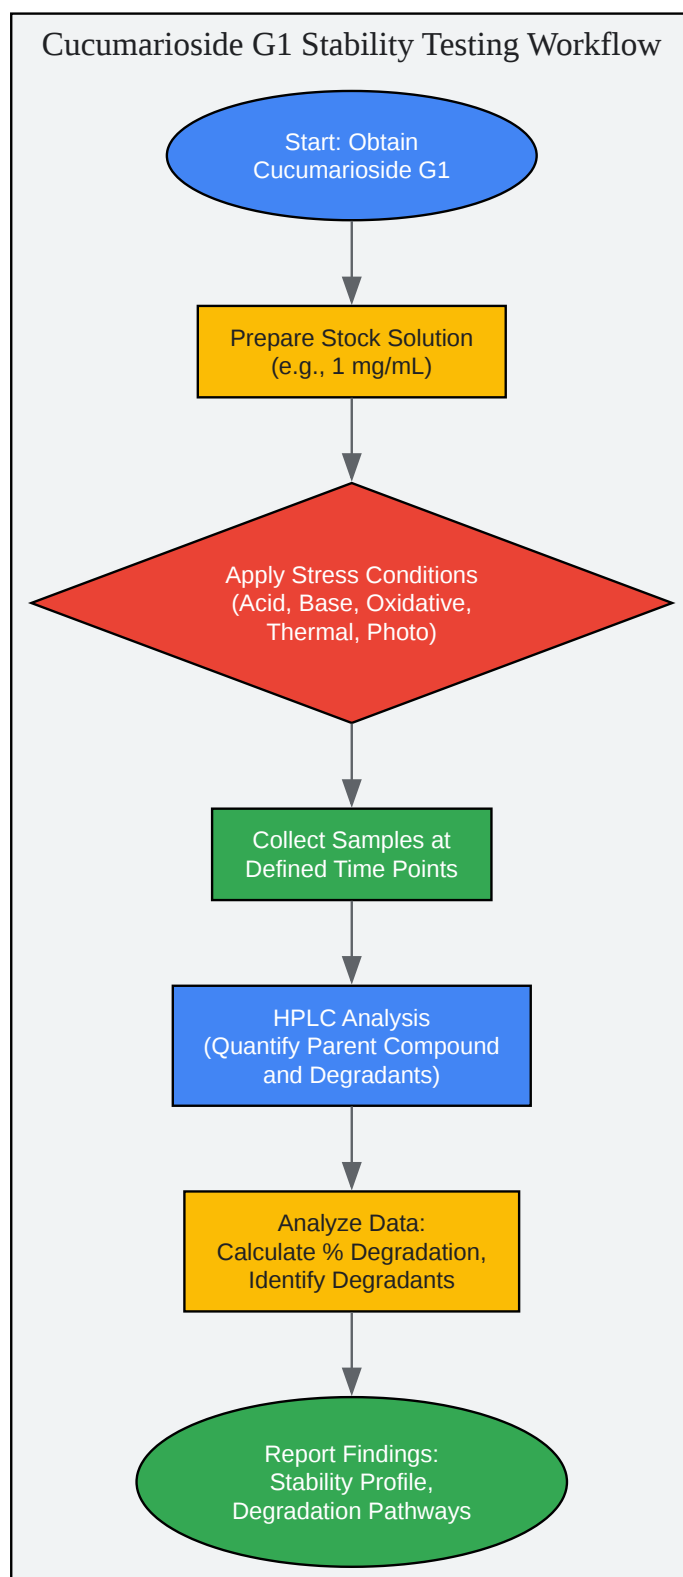 Cucumarioside G1 Stability Testing Workflow
Start: Obtain
Cucumarioside G1
Prepare Stock Solution
(e.g., 1 mg/mL)
Apply Stress Conditions
(Acid, Base, Oxidative,
Thermal, Photo)
Collect Samples at
Defined Time Points
HPLC Analysis
(Quantify Parent Compound
and Degradants)
Analyze Data:
Calculate % Degradation,
Identify Degradants
Report Findings:
Stability Profile,
Degradation Pathways